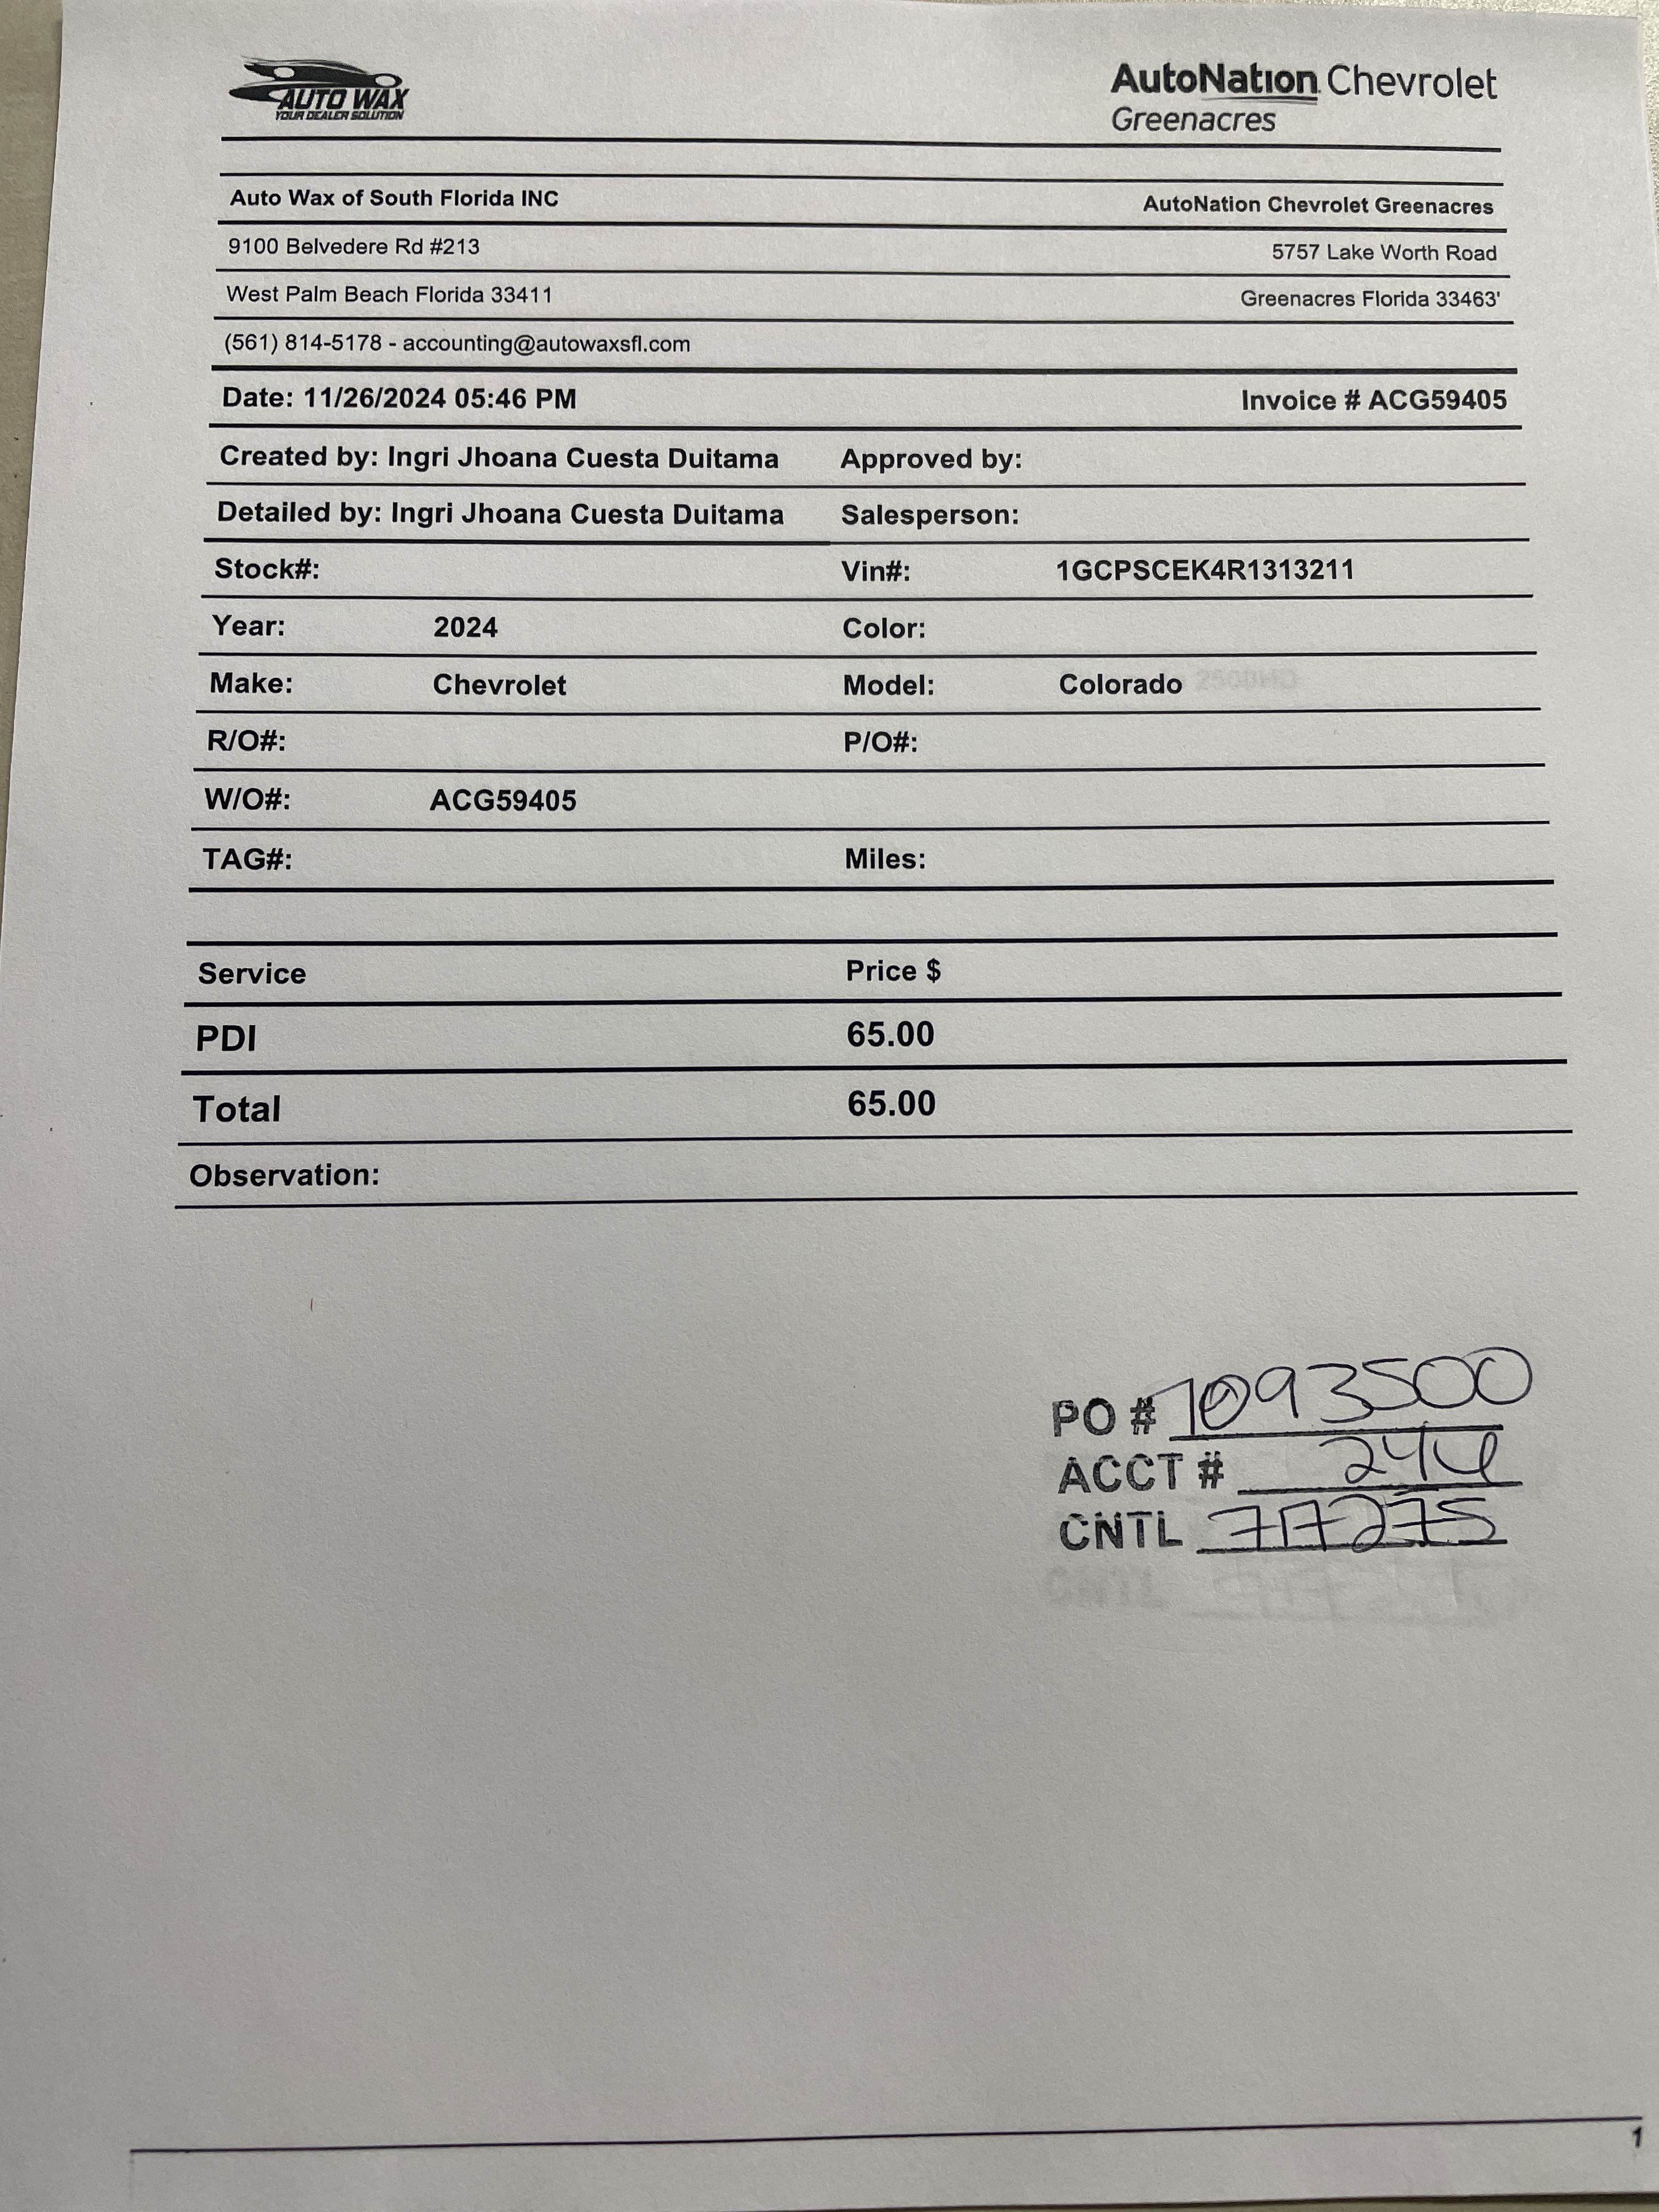 AUTO WAX
YOUR DEALER SOLUTION
AutoNation Chevrolet
Greenacres
Auto Wax of South Florida INC AutoNation Chevrolet Greenacres
9100 Belvedere Rd #213 5757 Lake Worth Road
West Palm Beach Florida 33411 Greenacres Florida 33463'
(561) 814-5178 - accounting@autowaxsfl.com
Date: 11/26/2024 05:46 PM Invoice # ACG59405
Created by: Ingri Jhoana Cuesta Duitama Approved by:
Detailed by: Ingri Jhoana Cuesta Duitama Salesperson:
Stock#: Vin#: 1GCPSCEK4R1313211
Year: 2024 Color:
Make: Chevrolet Model: Colorado
R/O#: P/O#:
W/O#: ACG59405
TAG#: Miles:
Service Price $
PDI 65.00
Total 65.00
Observation:
PO # 1093500
ACCT # 244
CNTL 717275
1